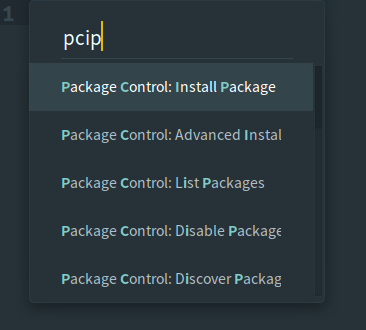 1
pcip
Package Control: Install Package
Package Control: Advanced Instal
Package Control: List Packages
Package Control: Disable Package
Package Control: Discover Packag